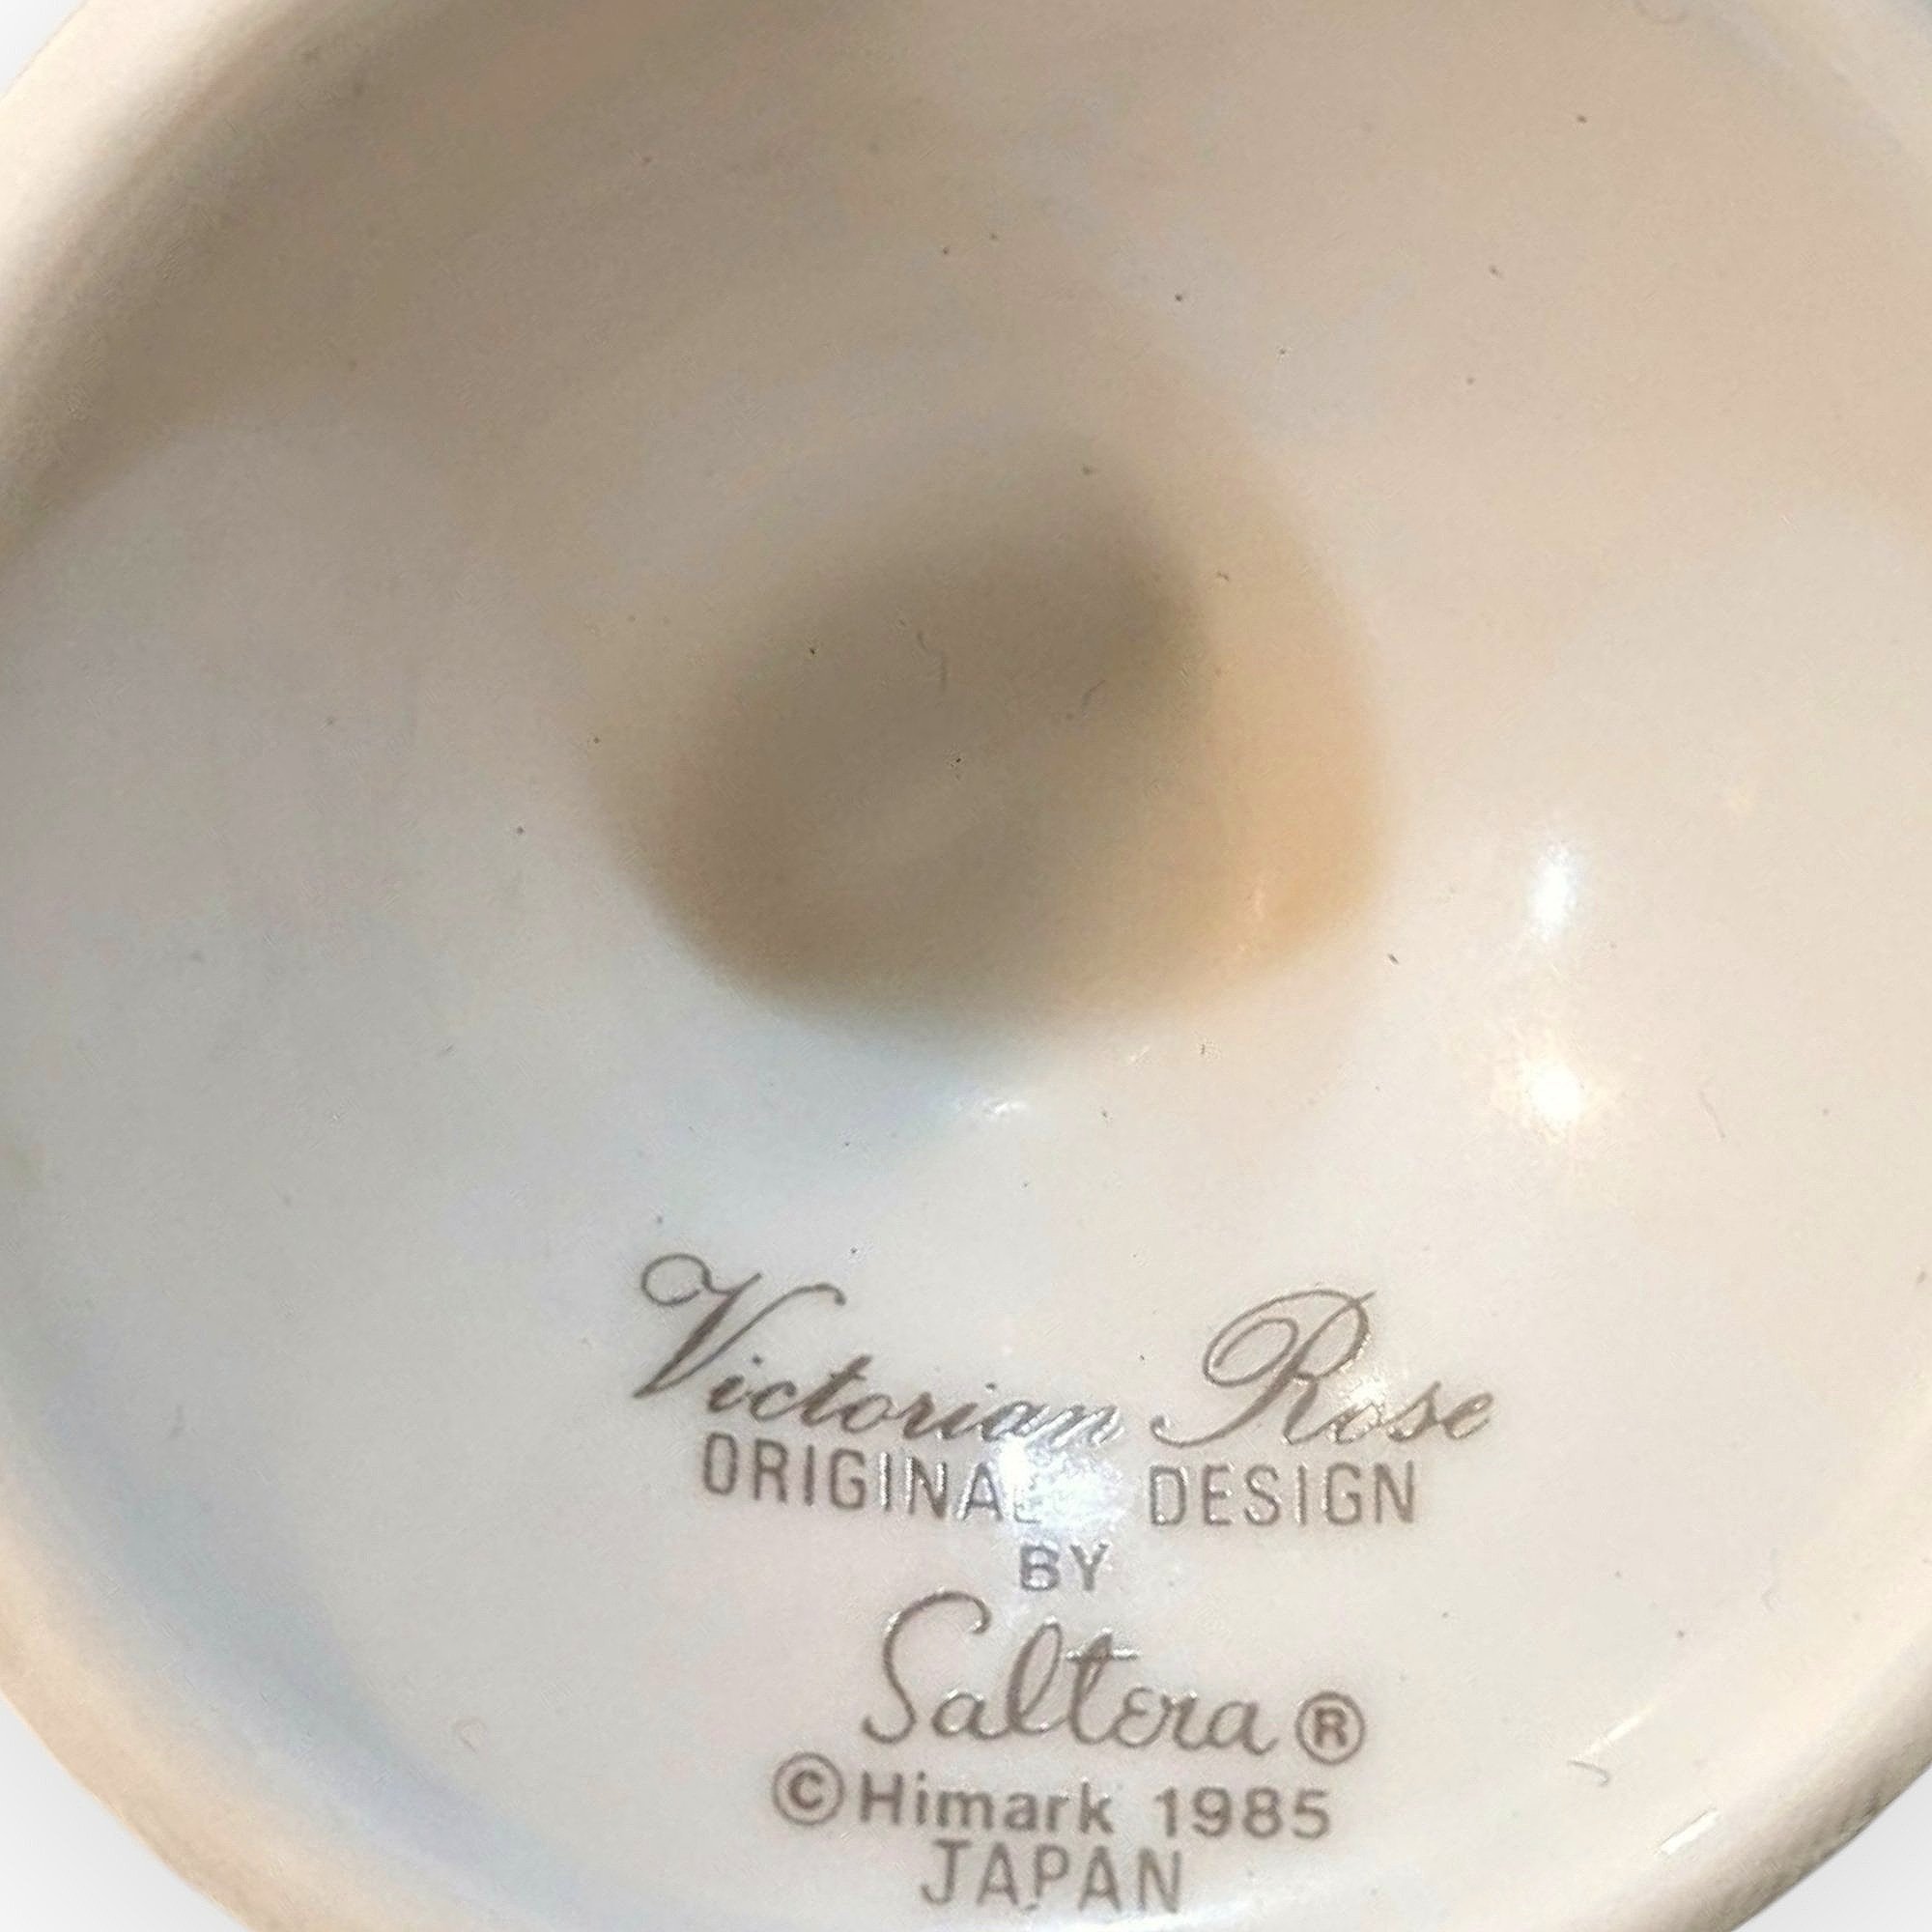 Victorian Rose
ORIGINAL DESIGN
BY
Saltera®
©Himark 1985
JAPAN